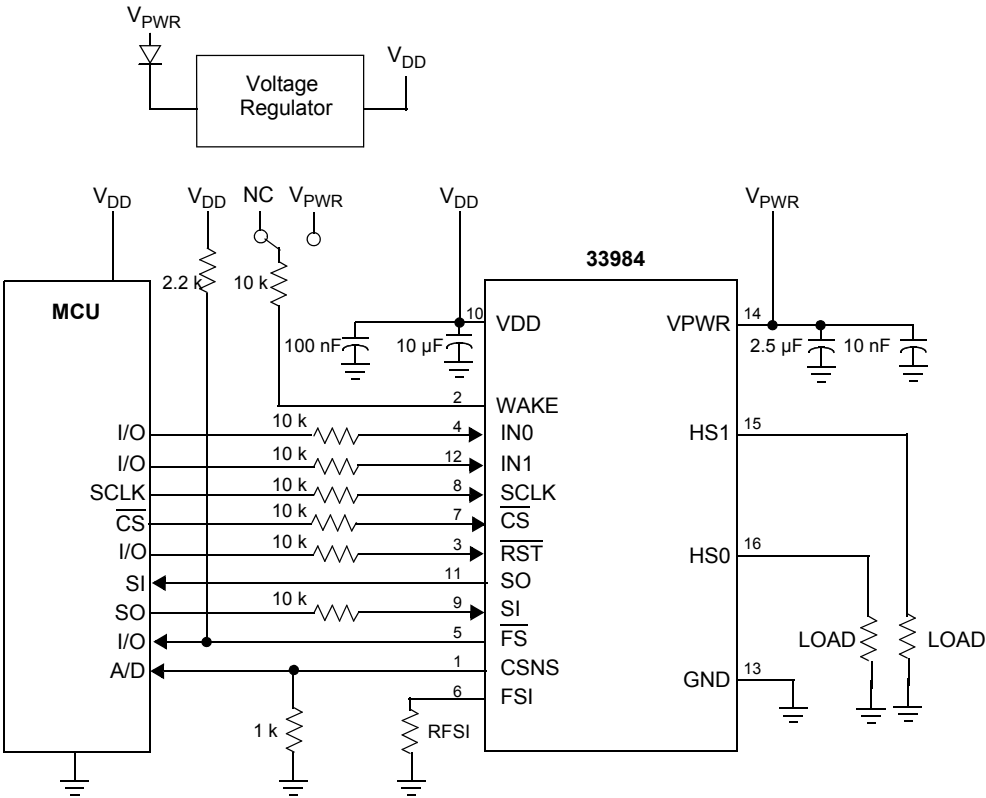 VPWR
Voltage
Regulator
VDD
VDD
VDD
NC
VPWR
VDD
VPWR
33984
MCU
2.2 k
10 k
100 nF
10 µF
10
VDD
VPWR
14
2.5 µF
10 nF
2
WAKE
I/O
10 k
4
IN0
HS1
15
I/O
10 k
12
IN1
SCLK
10 k
8
SCLK
CS
10 k
7
CS
I/O
10 k
3
RST
HS0
16
SI
11
SO
SO
10 k
9
SI
I/O
5
FS
LOAD
LOAD
A/D
1
CSNS
GND
13
6
FSI
1 k
RFSI